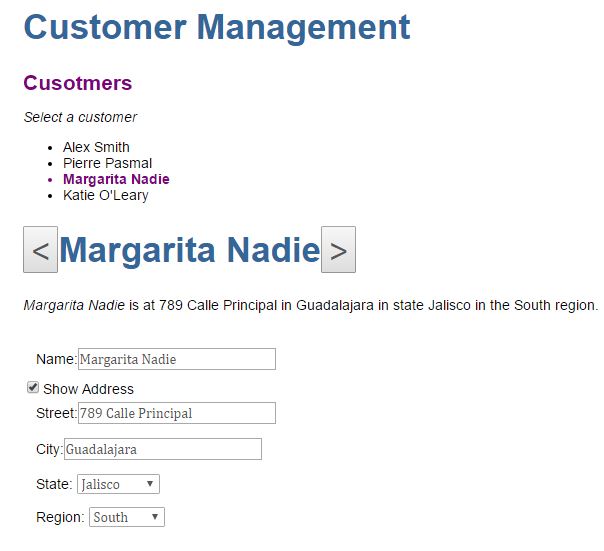 Customer Management
Cusotmers
Select a customer
Alex Smith
Pierre Pasmal
Margarita Nadie
Katie O'Leary
< Margarita Nadie >
Margarita Nadie is at 789 Calle Principal in Guadalajara in state Jalisco in the South region.
Name: Margarita Nadie
Show Address
Street: 789 Calle Principal
City: Guadalajara
State: Jalisco
Region: South